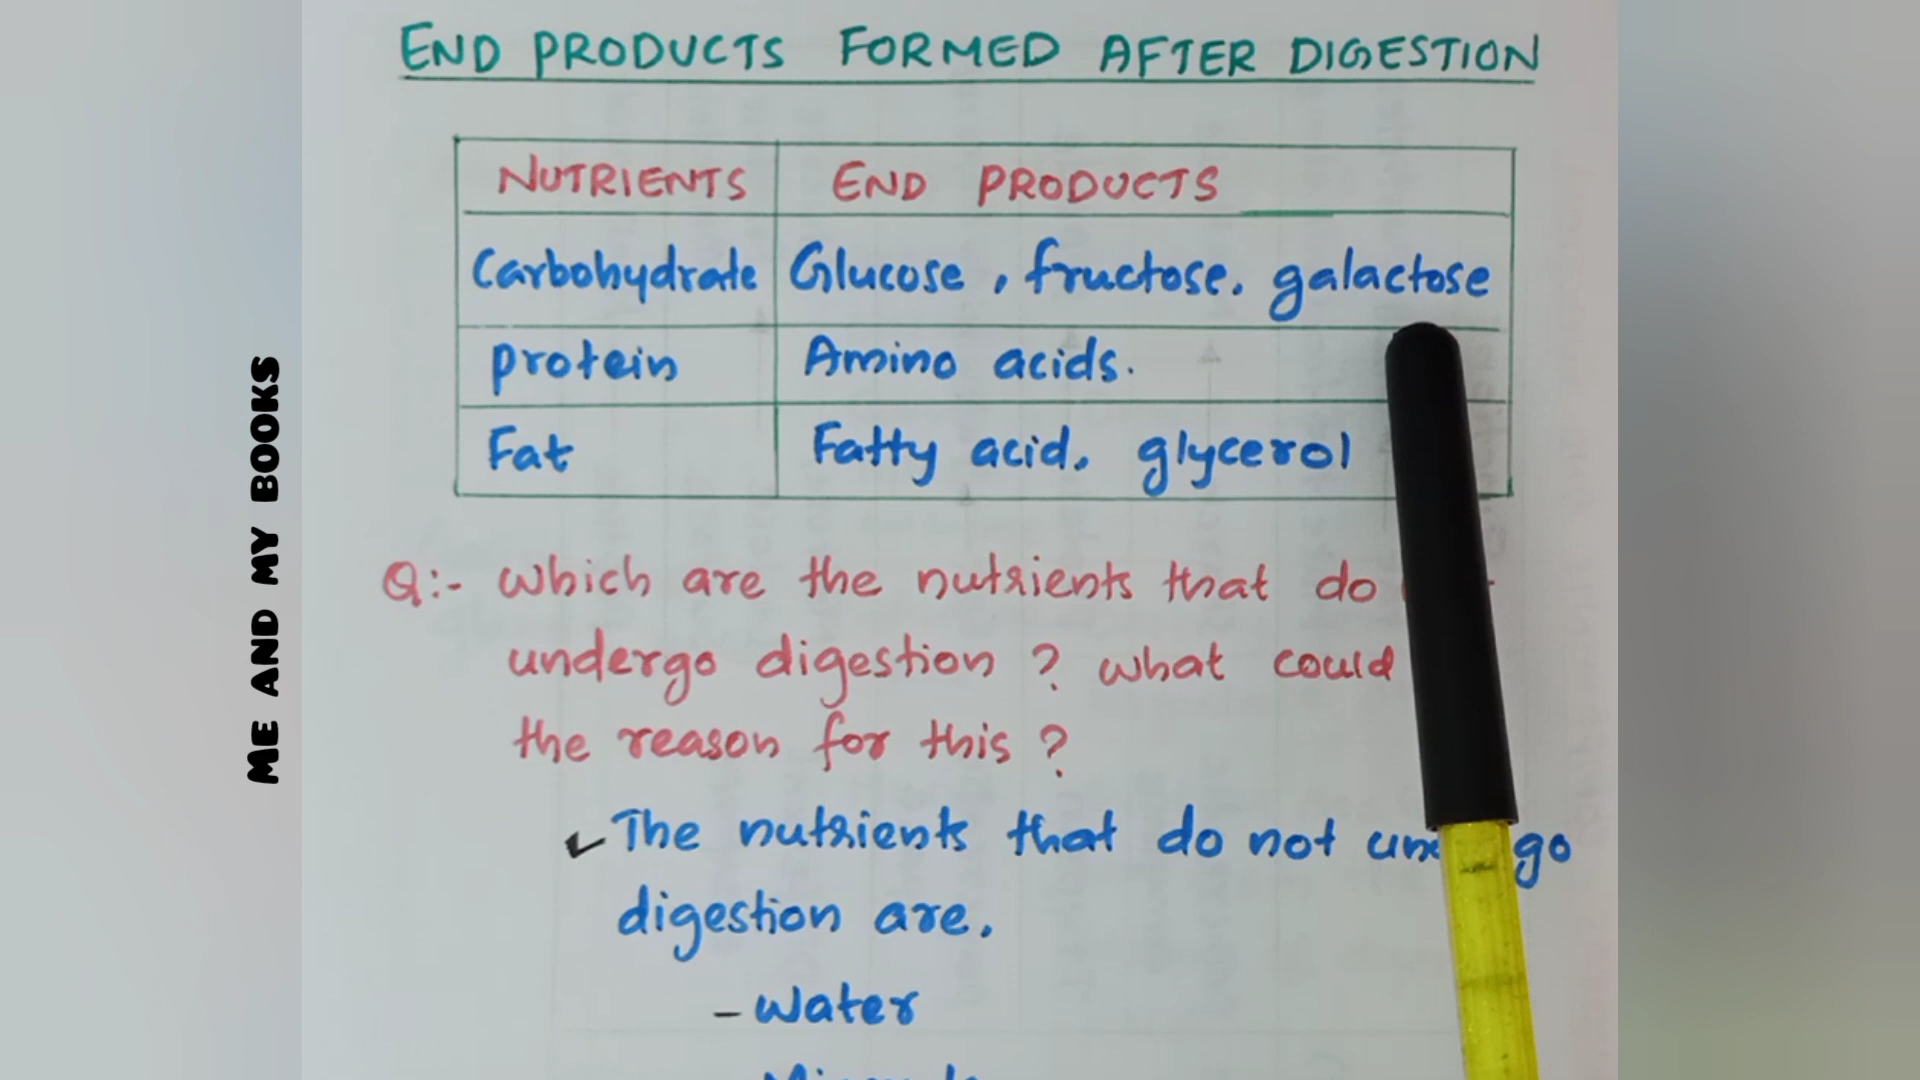 END PRODUCTS FORMED AFTER DIGESTION
NUTRIENTS END PRODUCTS
Carbohydrate Glucose, fructose, galactose
protein Amino acids.
Fat Fatty acid, glycerol
Q:- Which are the nutrients that do
undergo digestion ? what could
the reason for this ?
The nutrients that do not
digestion are,
- Water
ME AND MY BOOKS